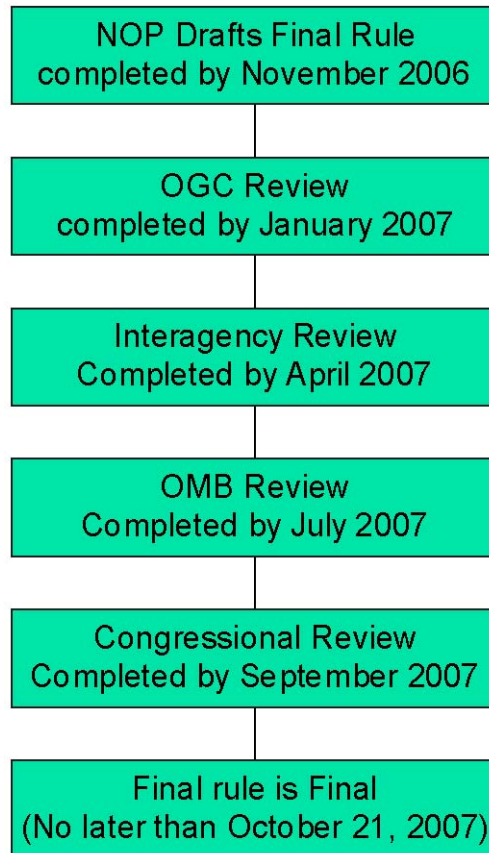 NOP Drafts Final Rule
completed by November 2006
OGC Review
completed by January 2007
Interagency Review
Completed by April 2007
OMB Review
Completed by July 2007
Congressional Review
Completed by September 2007
Final rule is Final
(No later than October 21, 2007)